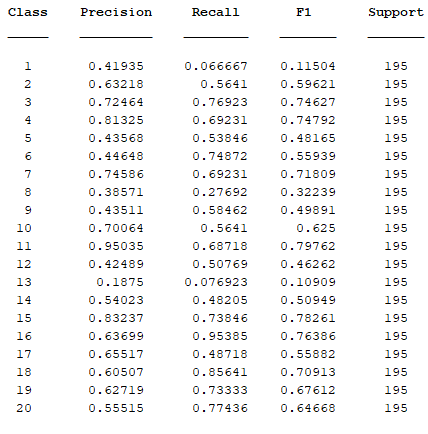 Class Precision Recall F1 Support
1 0.41935 0.066667 0.11504 195
2 0.63218 0.5641 0.59621 195
3 0.72464 0.76923 0.74627 195
4 0.81325 0.69231 0.74792 195
5 0.43568 0.53846 0.48165 195
6 0.44648 0.74872 0.55939 195
7 0.74586 0.69231 0.71809 195
8 0.38571 0.27692 0.32239 195
9 0.43511 0.58462 0.49891 195
10 0.70064 0.5641 0.625 195
11 0.95035 0.68718 0.79762 195
12 0.42489 0.50769 0.46262 195
13 0.1875 0.076923 0.10909 195
14 0.54023 0.48205 0.50949 195
15 0.83237 0.73846 0.78261 195
16 0.63699 0.95385 0.76386 195
17 0.65517 0.48718 0.55882 195
18 0.60507 0.85641 0.70913 195
19 0.62719 0.73333 0.67612 195
20 0.55515 0.77436 0.64668 195